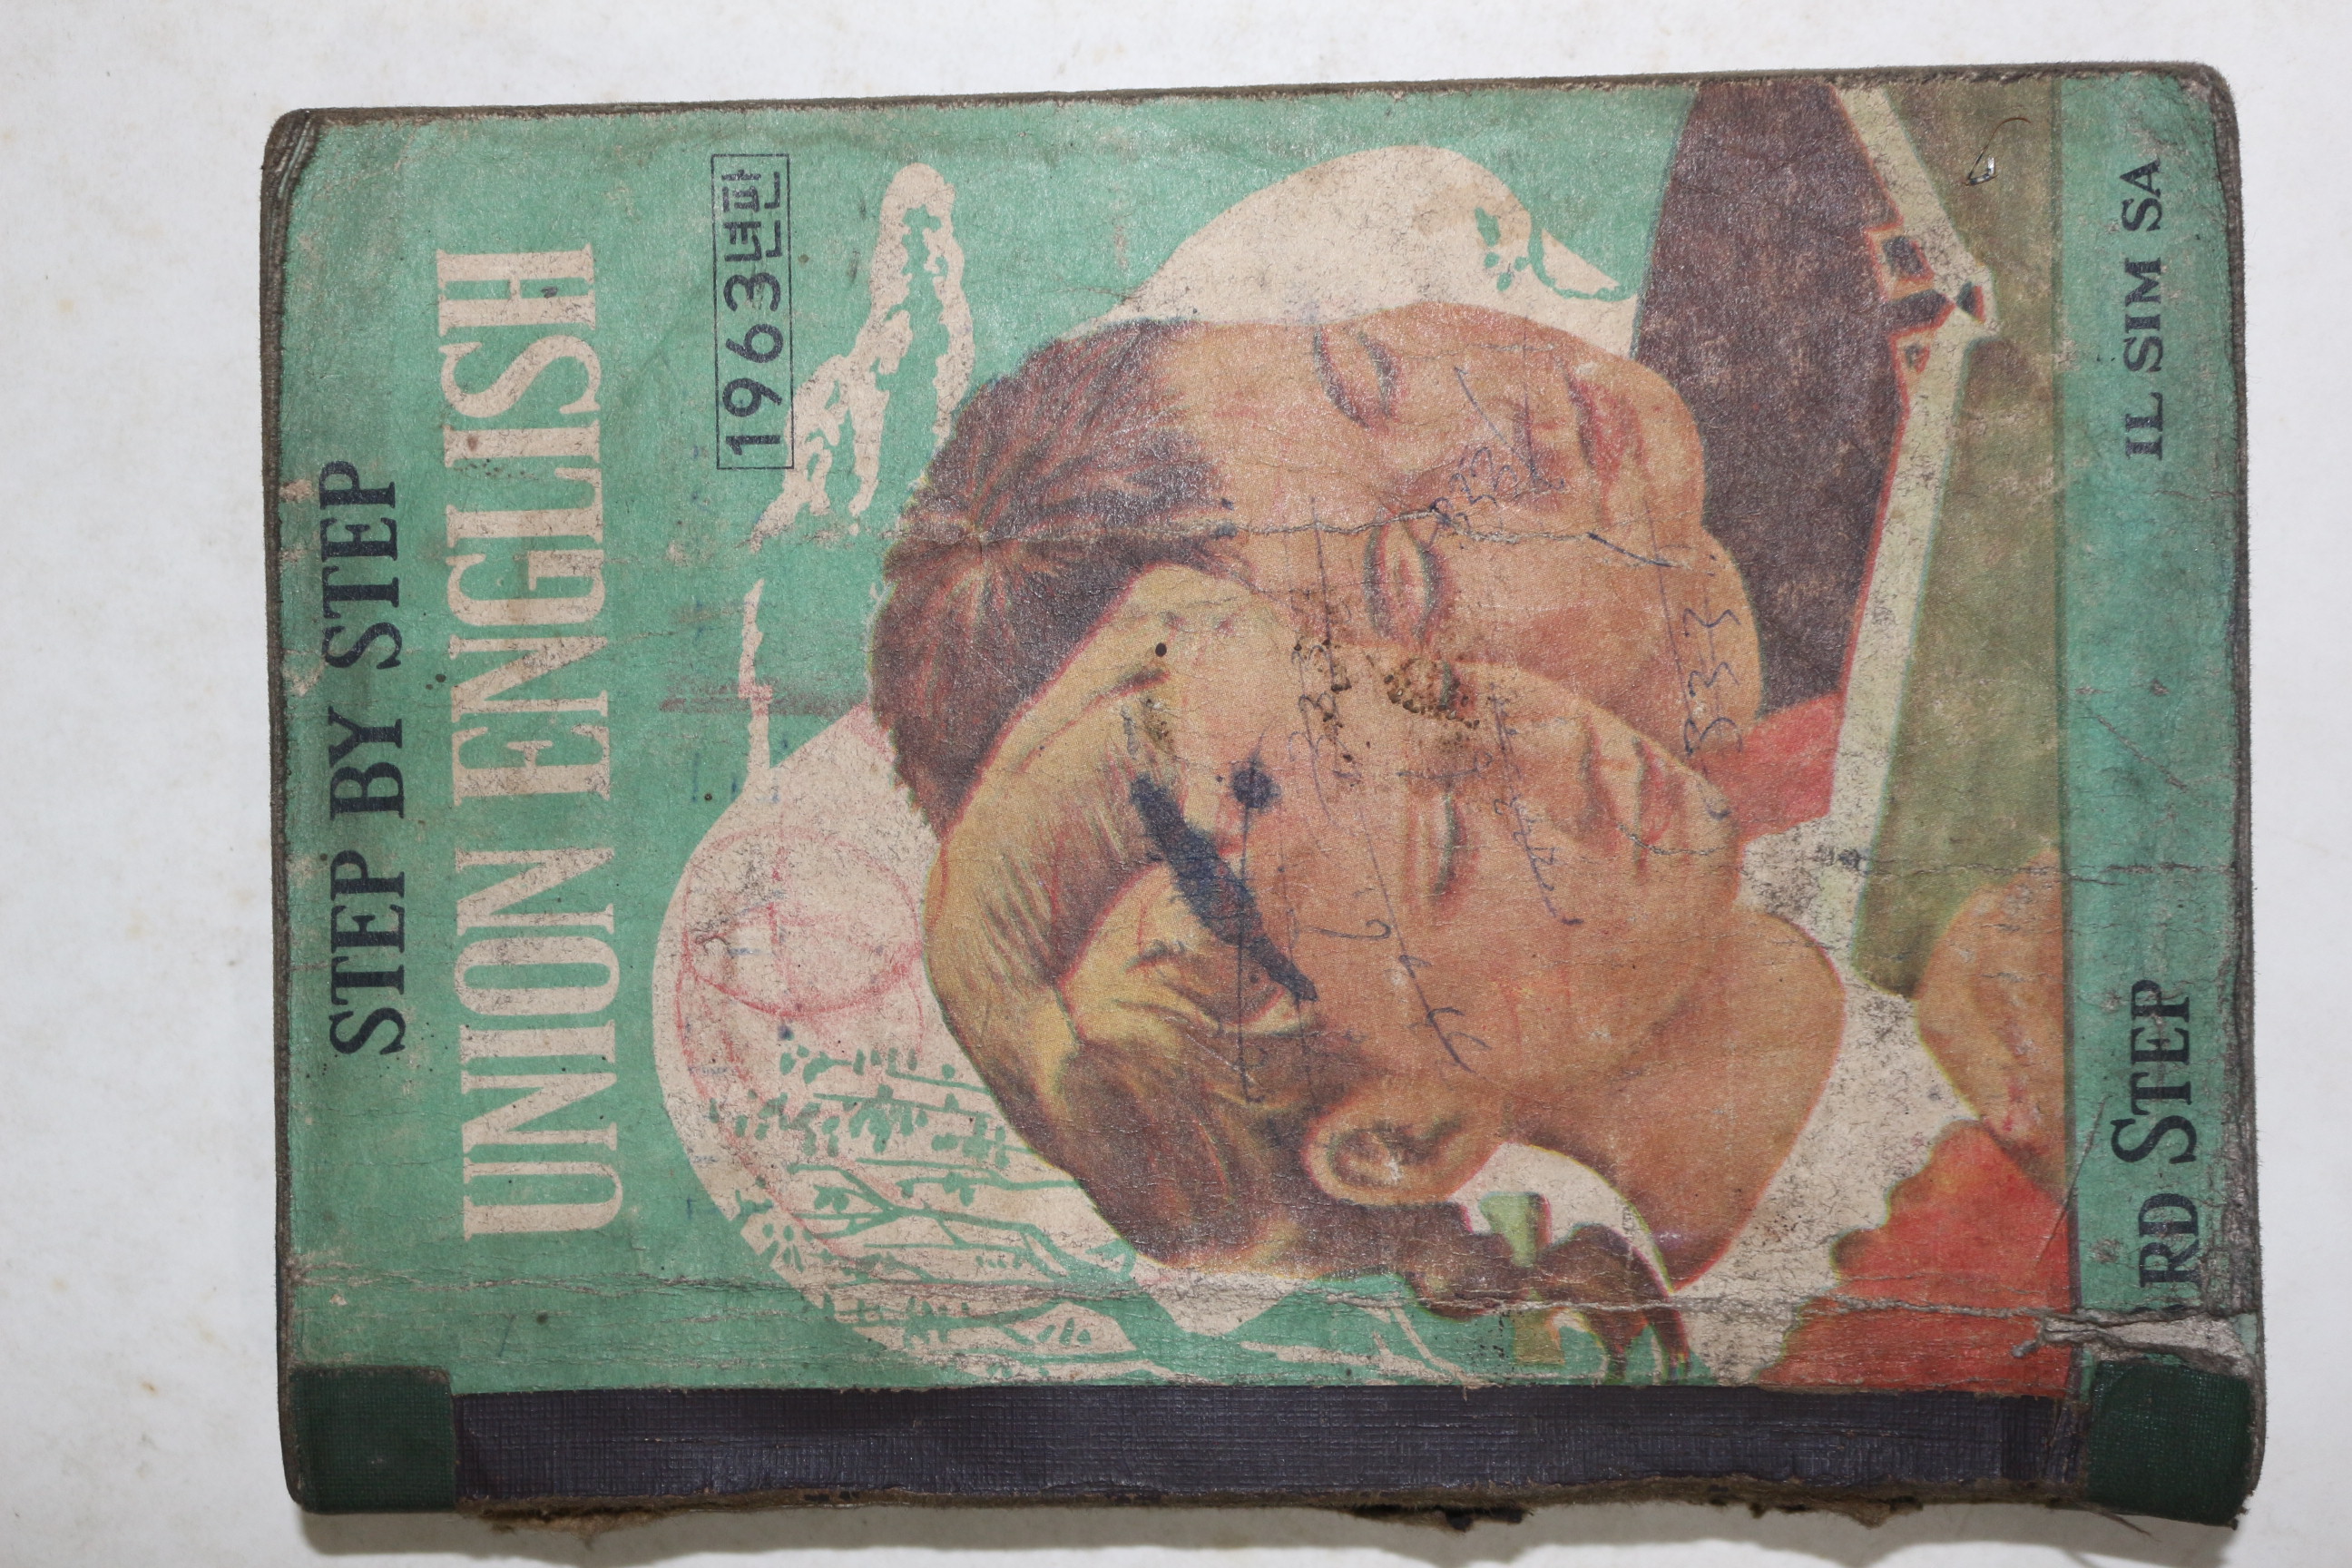 STEP BY STEP
UNION ENGLISH
1963년판
RD STEP
IL SIM SA